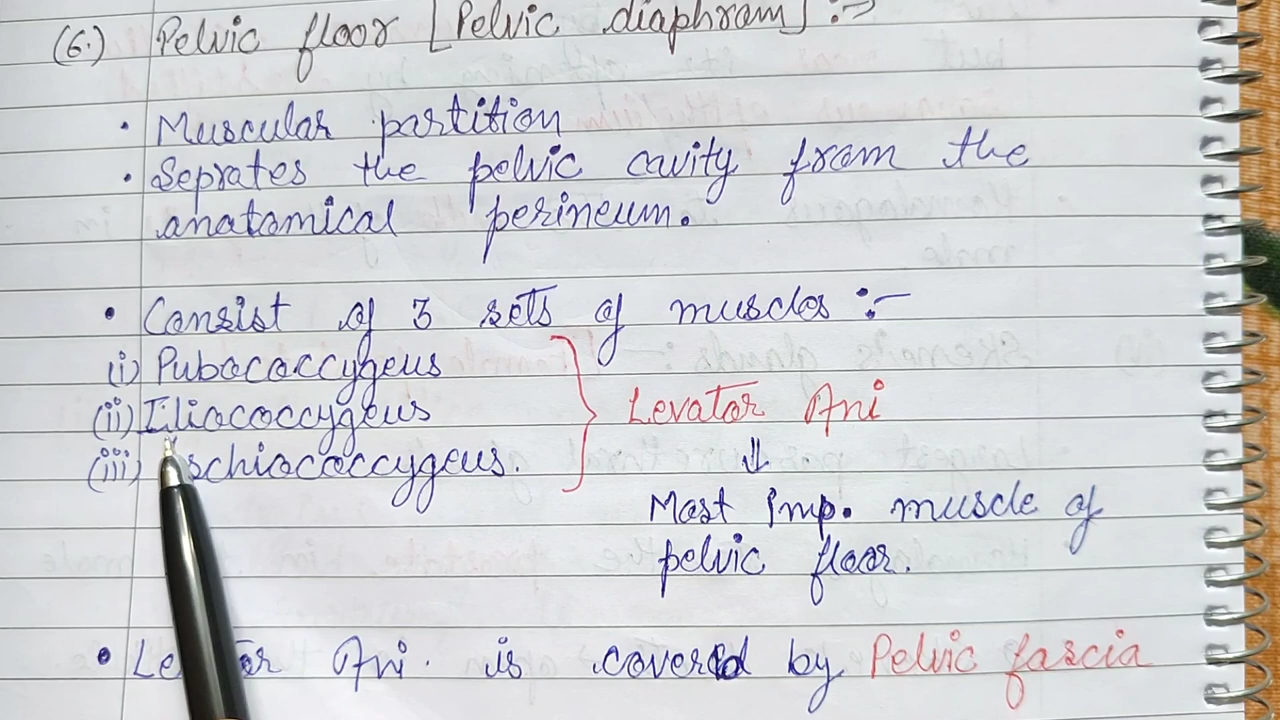 (6.) Pelvic floor [Pelvic diaphram] :→
• Muscular partition
• Seprates the pelvic cavity from the
anatomical perineum.
• Consist of 3 sets of muscles :-
(i) Pubococcygeus
(ii) Iliococcygeus
(iii) schiococcygeus.
Levator Ani
⇓
Most imp. muscle of
pelvic floor.
• Le or Ani. is covered by Pelvic fascia